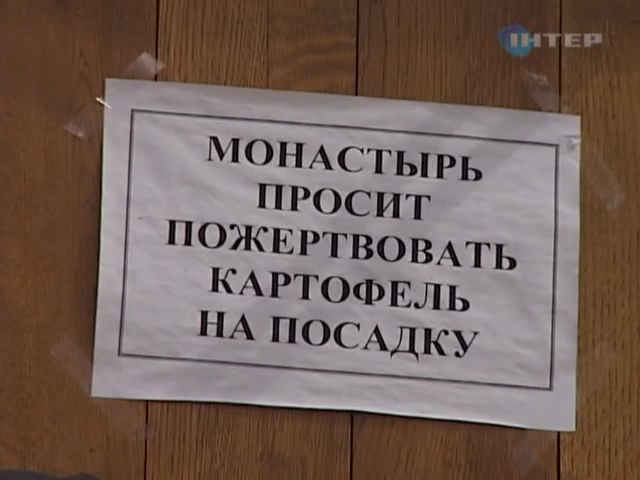 ІНТЕР
МОНАСТЫРЬ
ПРОСИТ
ПОЖЕРТВОВАТЬ
КАРТОФЕЛЬ
НА ПОСАДКУ